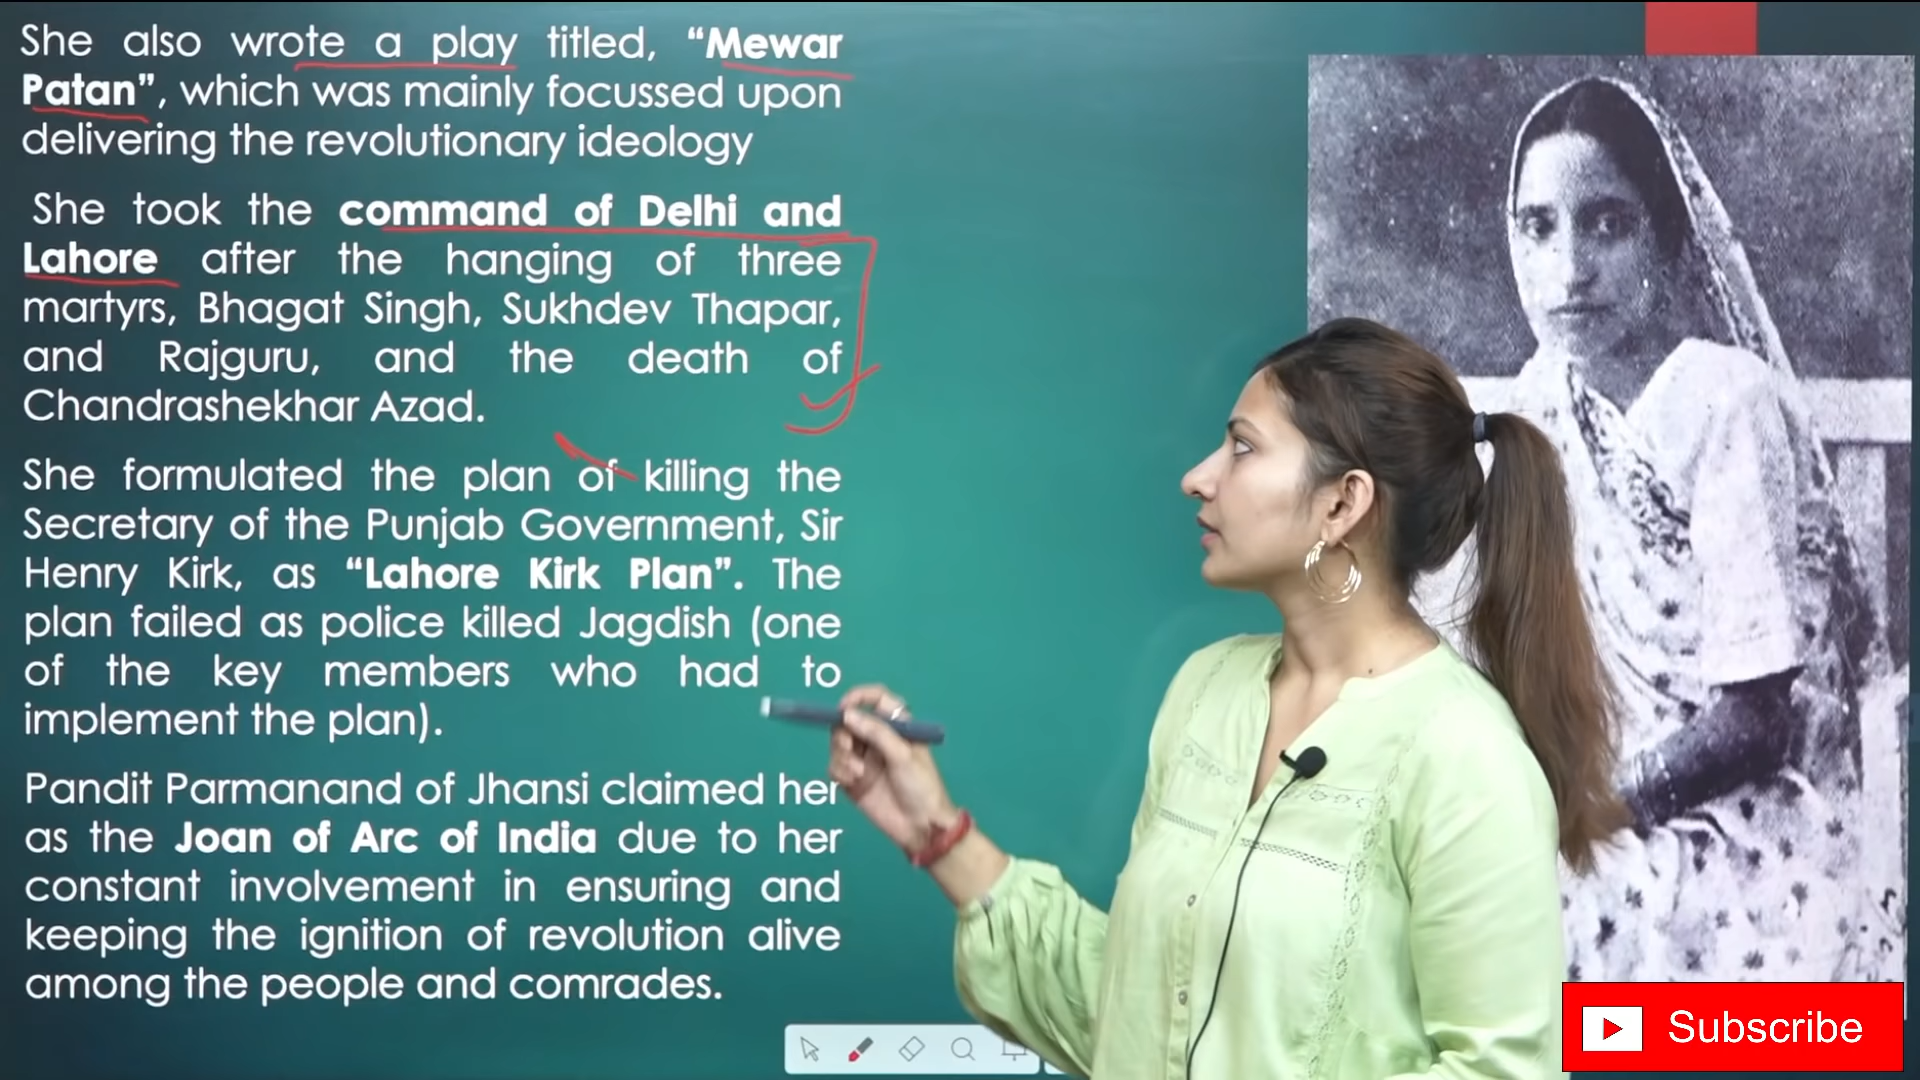 She also wrote a play titled, “Mewar
Patan”, which was mainly focussed upon
delivering the revolutionary ideology
She took the command of Delhi and
Lahore after the hanging of three
martyrs, Bhagat Singh, Sukhdev Thapar,
and Rajguru, and the death of
Chandrashekhar Azad.
She formulated the plan of killing the
Secretary of the Punjab Government, Sir
Henry Kirk, as “Lahore Kirk Plan”. The
plan failed as police killed Jagdish (one
of the key members who had to
implement the plan).
Pandit Parmanand of Jhansi claimed her
as the Joan of Arc of India due to her
constant involvement in ensuring and
keeping the ignition of revolution alive
among the people and comrades.
Subscribe